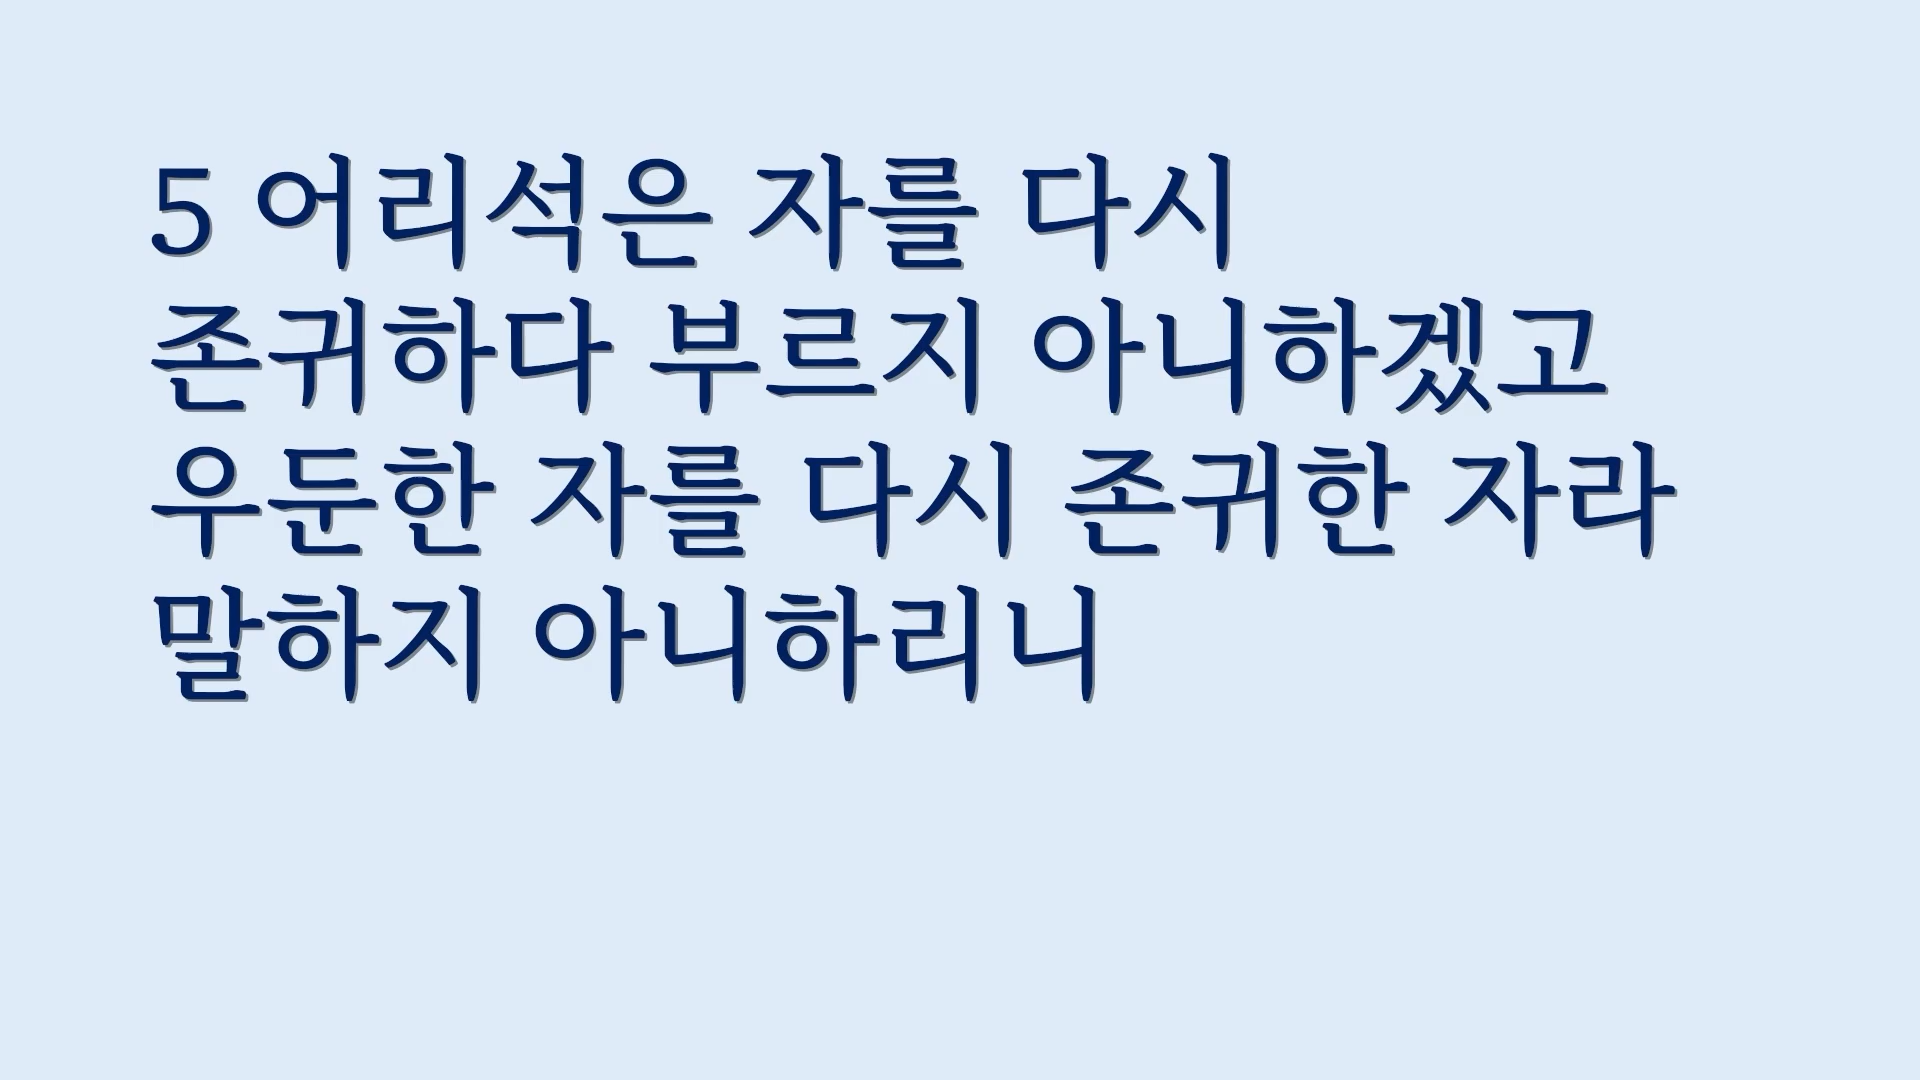 5 어리석은 자를 다시
존귀하다 부르지 아니하겠고
우둔한 자를 다시 존귀한 자라
말하지 아니하리니